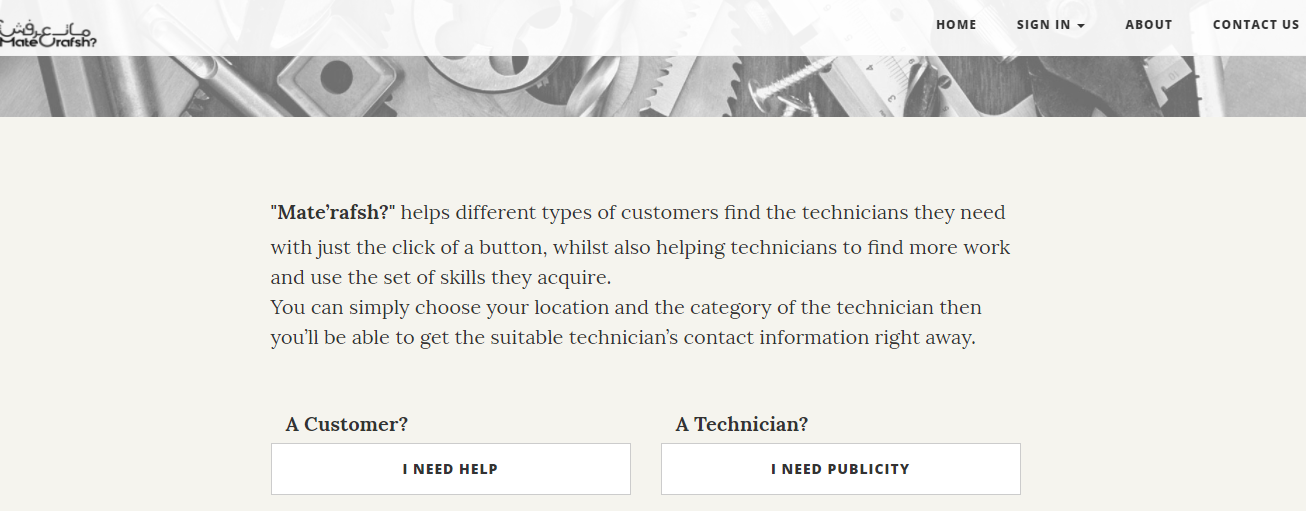 ماتعرفش
Mate'rafsh?
HOME SIGN IN ABOUT CONTACT US
"Mate’rafsh?" helps different types of customers find the technicians they need
with just the click of a button, whilst also helping technicians to find more work
and use the set of skills they acquire.
You can simply choose your location and the category of the technician then
you’ll be able to get the suitable technician’s contact information right away.
A Customer? A Technician?
I NEED HELP I NEED PUBLICITY